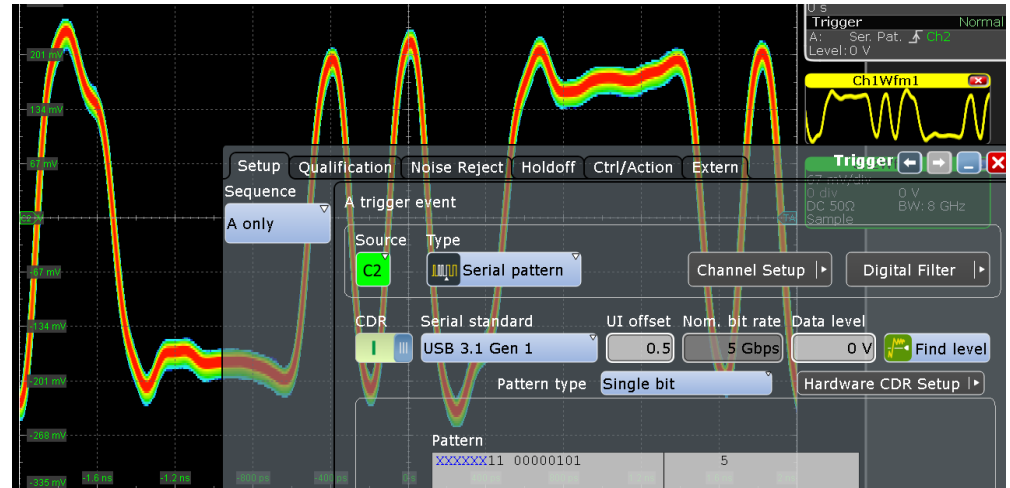 0 s
Trigger Normal
A: Ser. Pat. Ch2
Level: 0 V
201 mV
Ch1Wfm1
134 mV
67 mV
Setup Qualification Noise Reject Holdoff Ctrl/Action Extern
Trigger
67 mV/div
0 div 0 V
DC 50Ω BW: 8 GHz
Sample
Sequence
A only
A trigger event
TA
Source Type
C2 Serial pattern Channel Setup Digital Filter
-67 mV
CDR Serial standard UI offset Nom. bit rate Data level
-134 mV
USB 3.1 Gen 1 0.5 5 Gbps 0 V Find level
Pattern type Single bit Hardware CDR Setup
-201 mV
-268 mV
Pattern
XXXXXX11 00000101 5
-335 mV -1.6 ns -1.2 ns -800 ps -400 ps 0 s